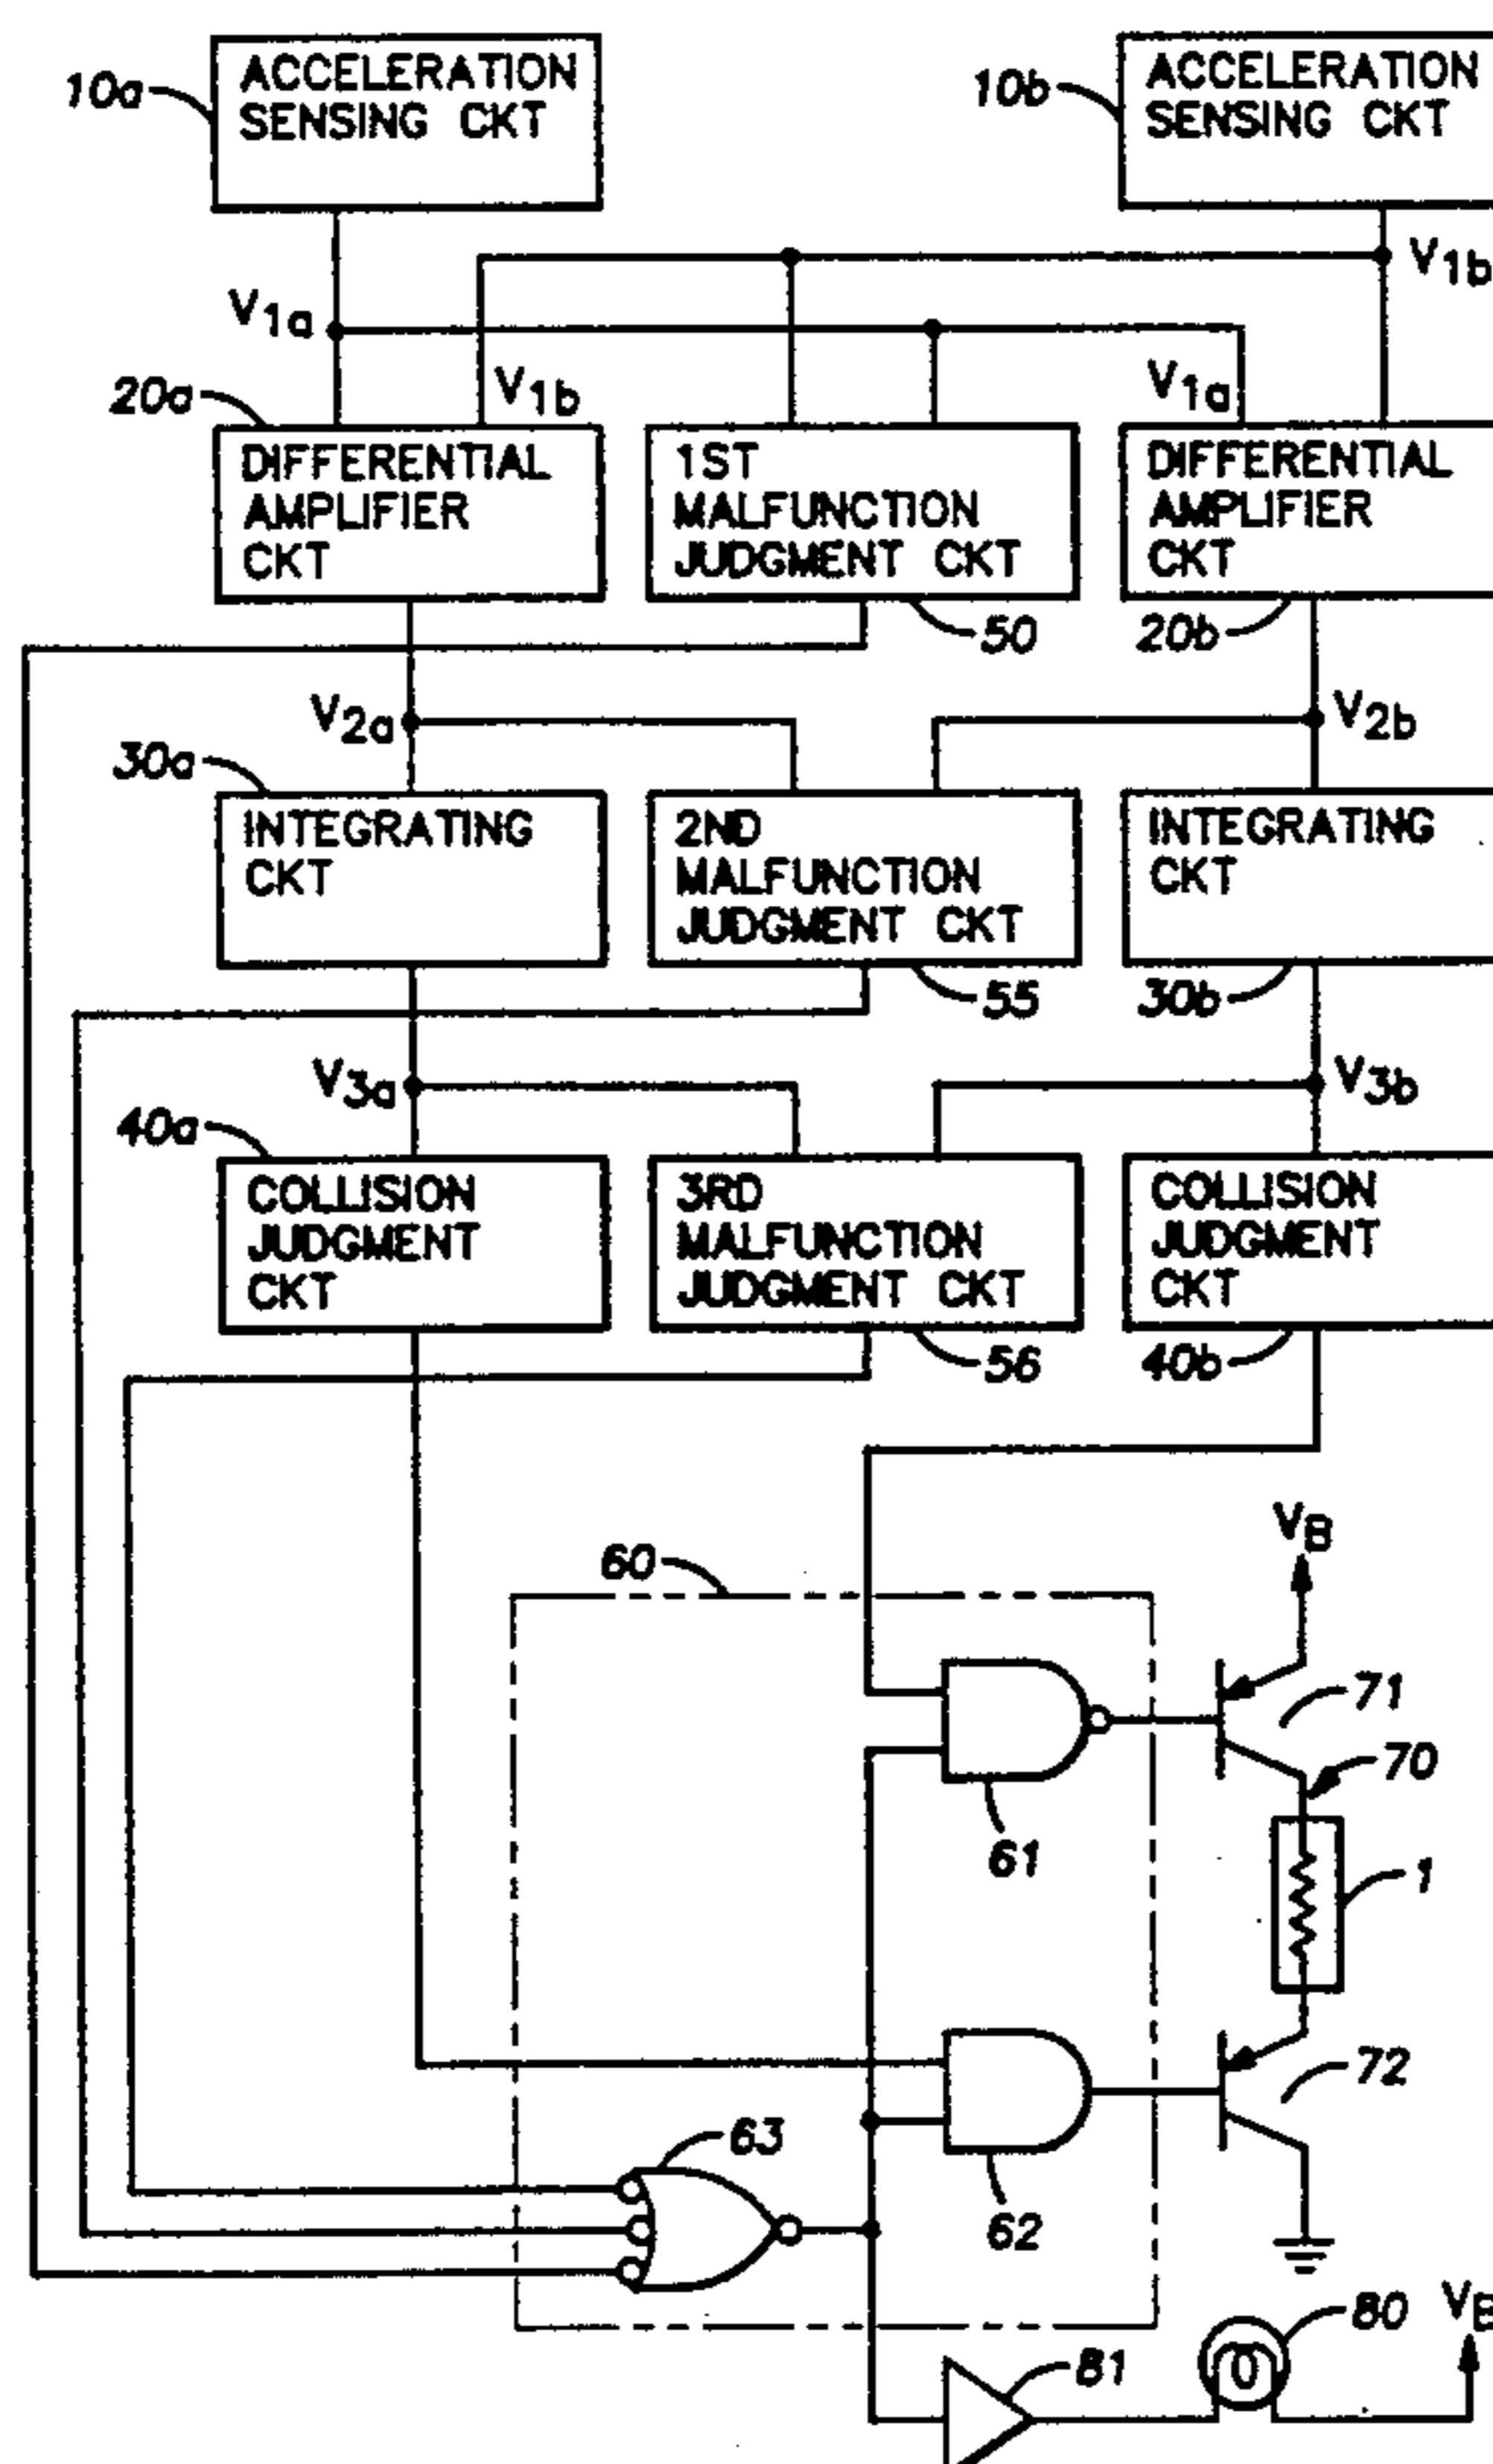 10a
ACCELERATION
SENSING CKT
10b
ACCELERATION
SENSING CKT
V1b
V1a
20a
V1b
V1a
DIFFERENTIAL
AMPLIFIER
CKT
1ST
MALFUNCTION
JUDGMENT CKT
DIFFERENTIAL
AMPLIFIER
CKT
50
20b
V2a
V2b
30a
INTEGRATING
CKT
2ND
MALFUNCTION
JUDGMENT CKT
INTEGRATING
CKT
55
30b
V3a
V3b
40a
COLLISION
JUDGMENT
CKT
3RD
MALFUNCTION
JUDGMENT CKT
COLLISION
JUDGMENT
CKT
56
40b
VB
60
71
70
61
1
72
63
62
80
VB
81